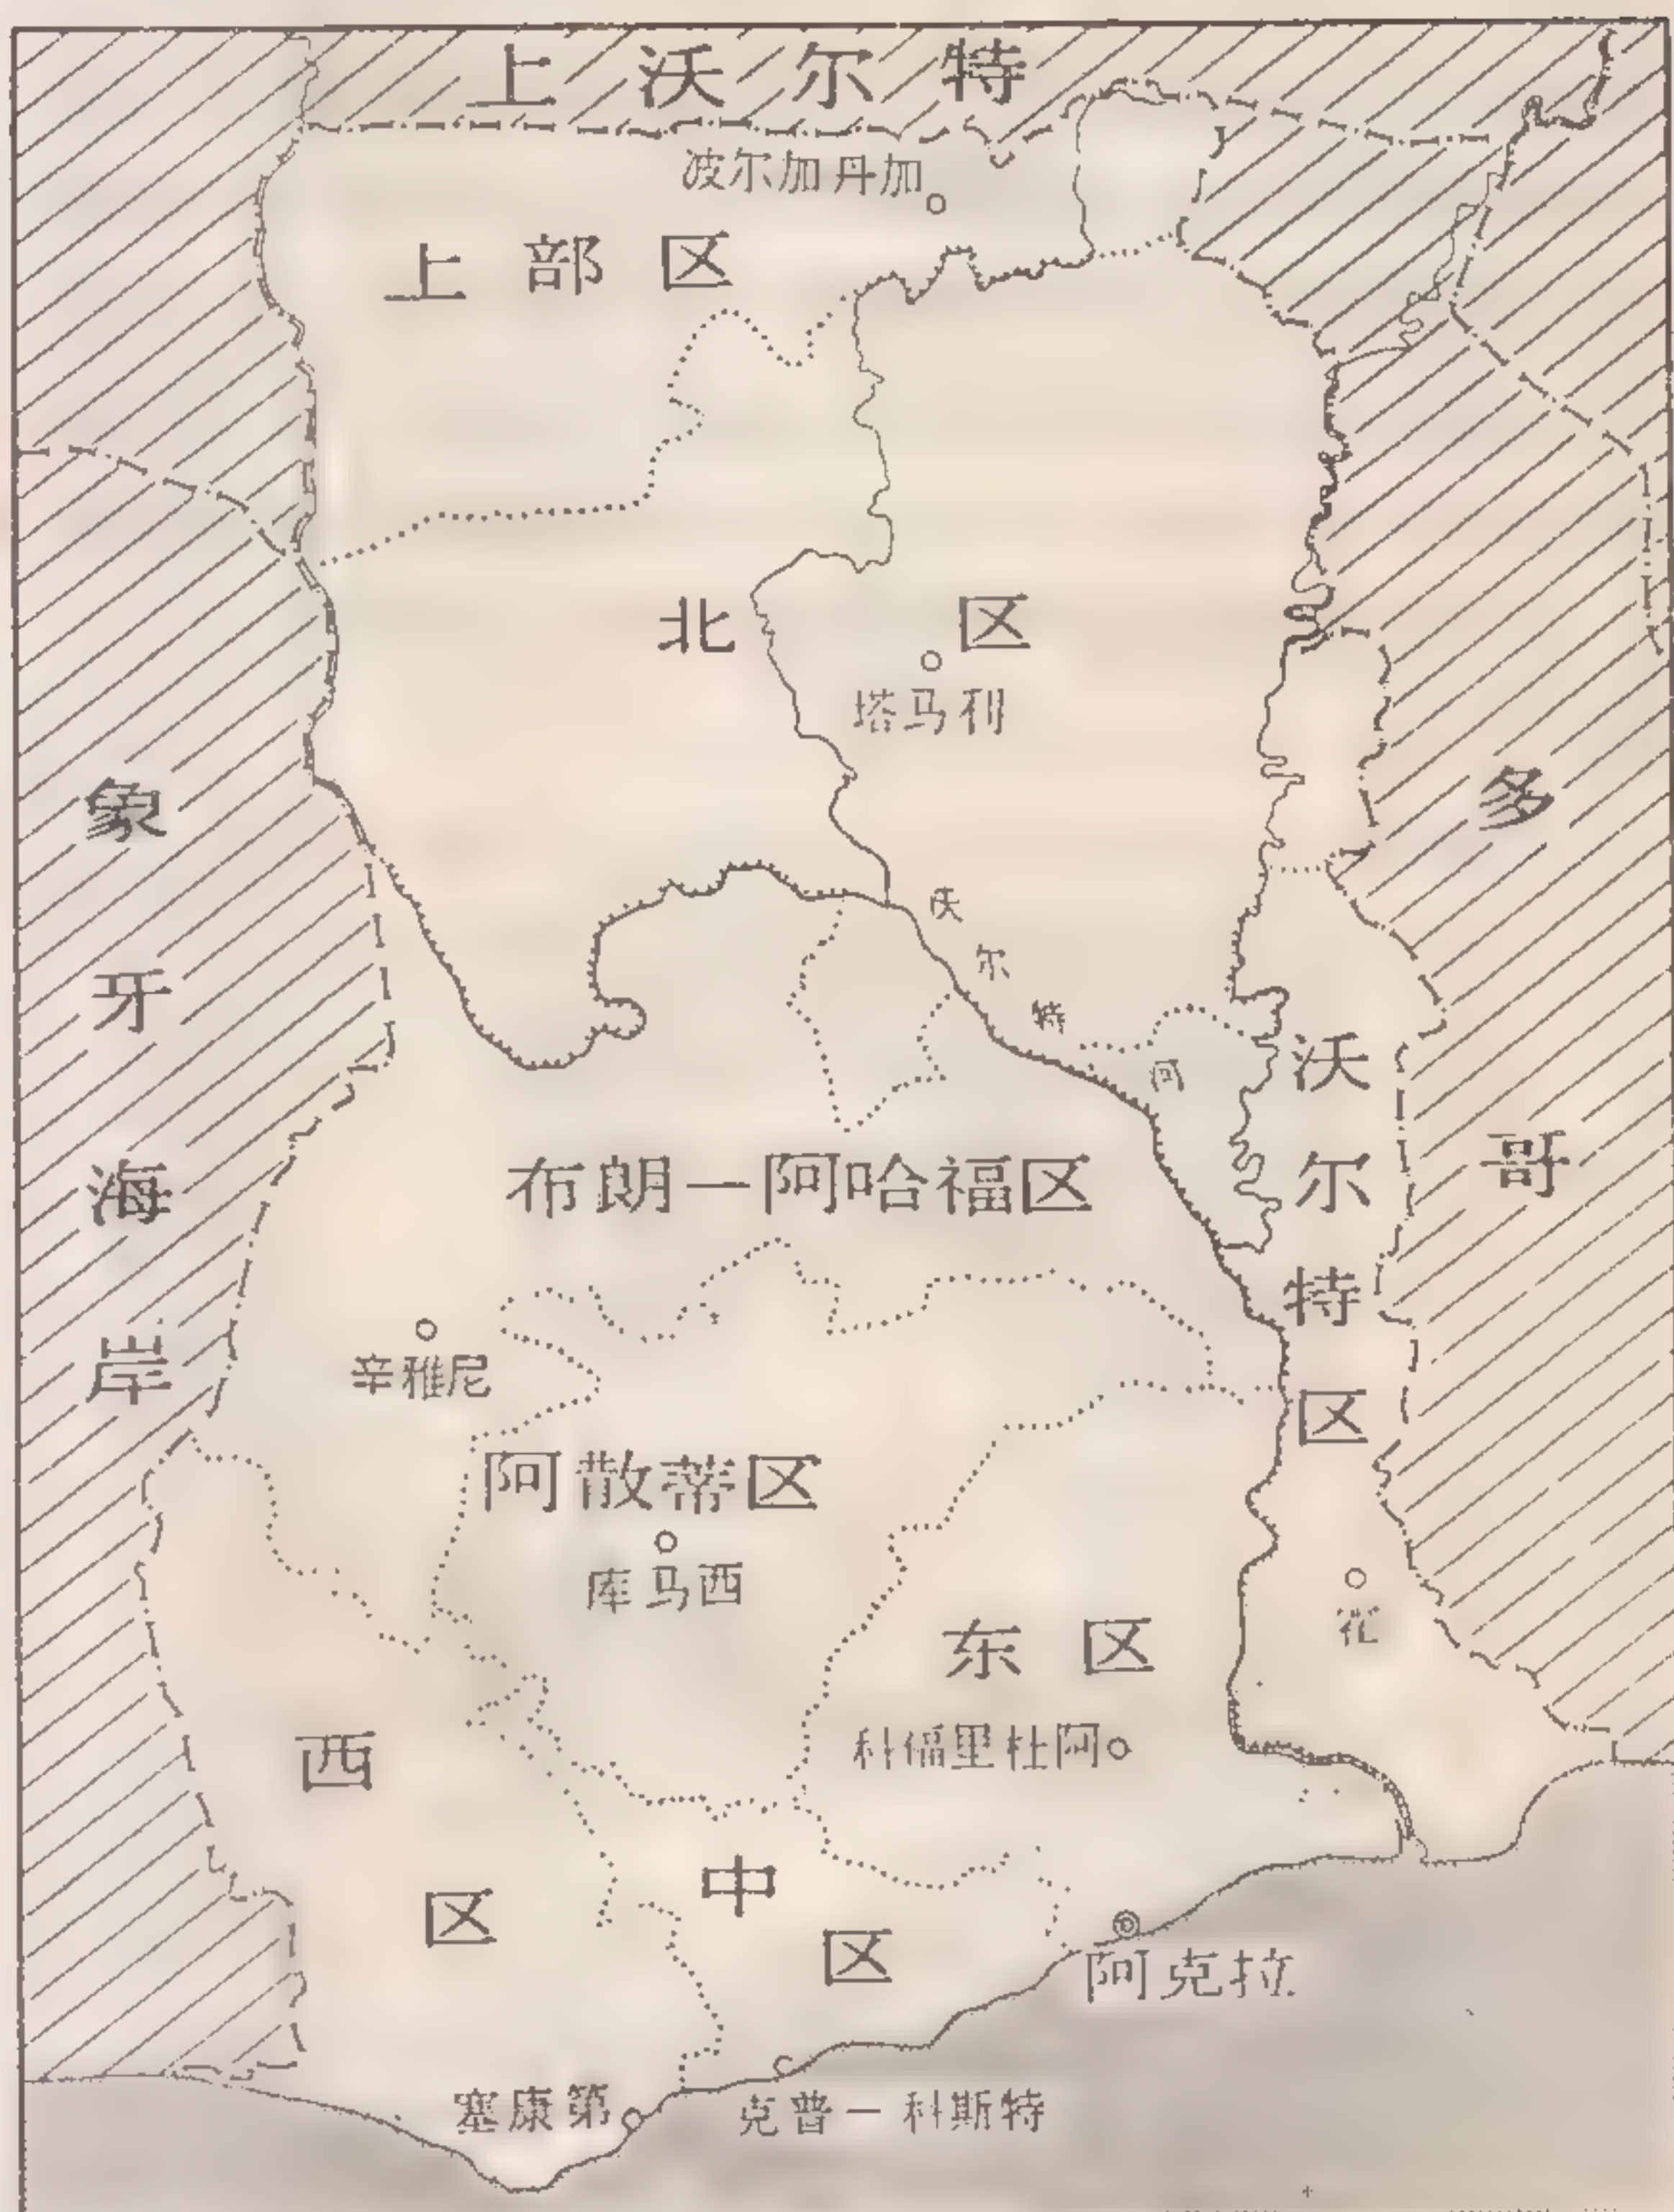 上沃尔特
波尔加丹加
上部区
北区
塔马利
象牙海岸
多哥
沃尔特河
沃尔特区
布朗—阿哈福区
辛雅尼
阿散蒂区
库马西
东区
科福里杜阿
西区
中区
阿克拉
塞康第
克普—科斯特